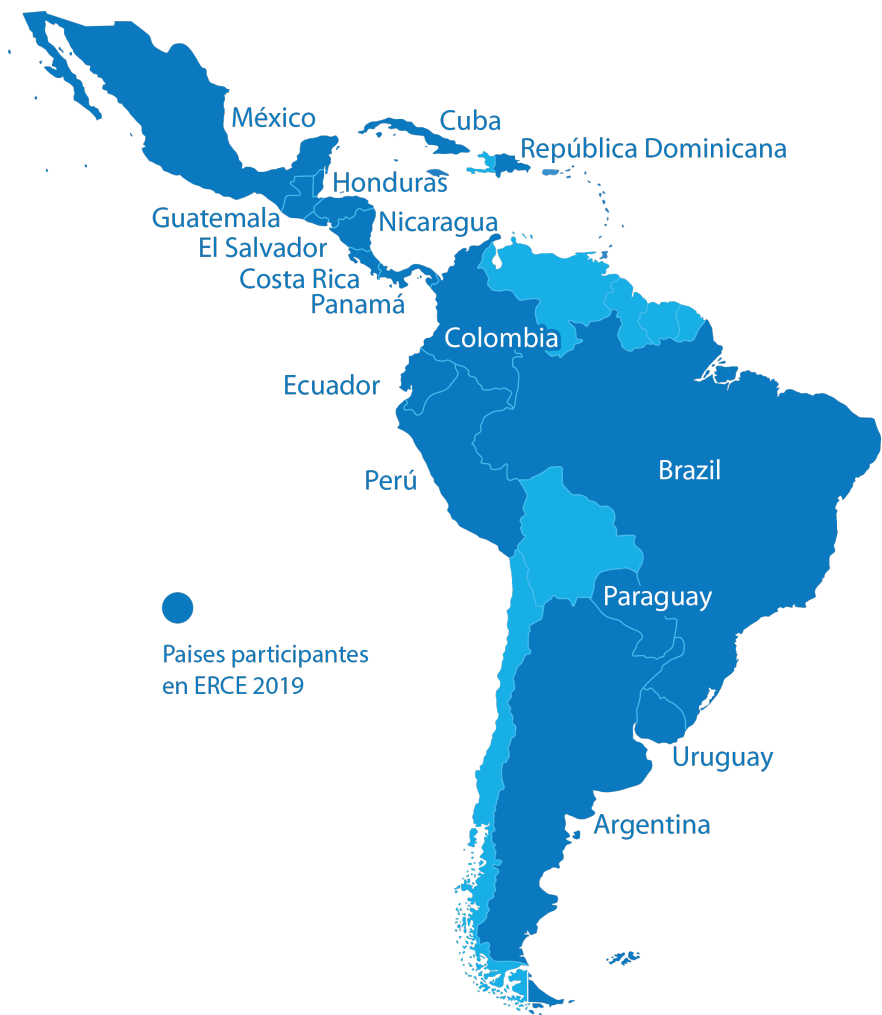 México
Cuba
República Dominicana
Honduras
Guatemala
Nicaragua
El Salvador
Costa Rica
Panamá
Colombia
Ecuador
Brazil
Perú
Paraguay
Paises participantes
en ERCE 2019
Uruguay
Argentina